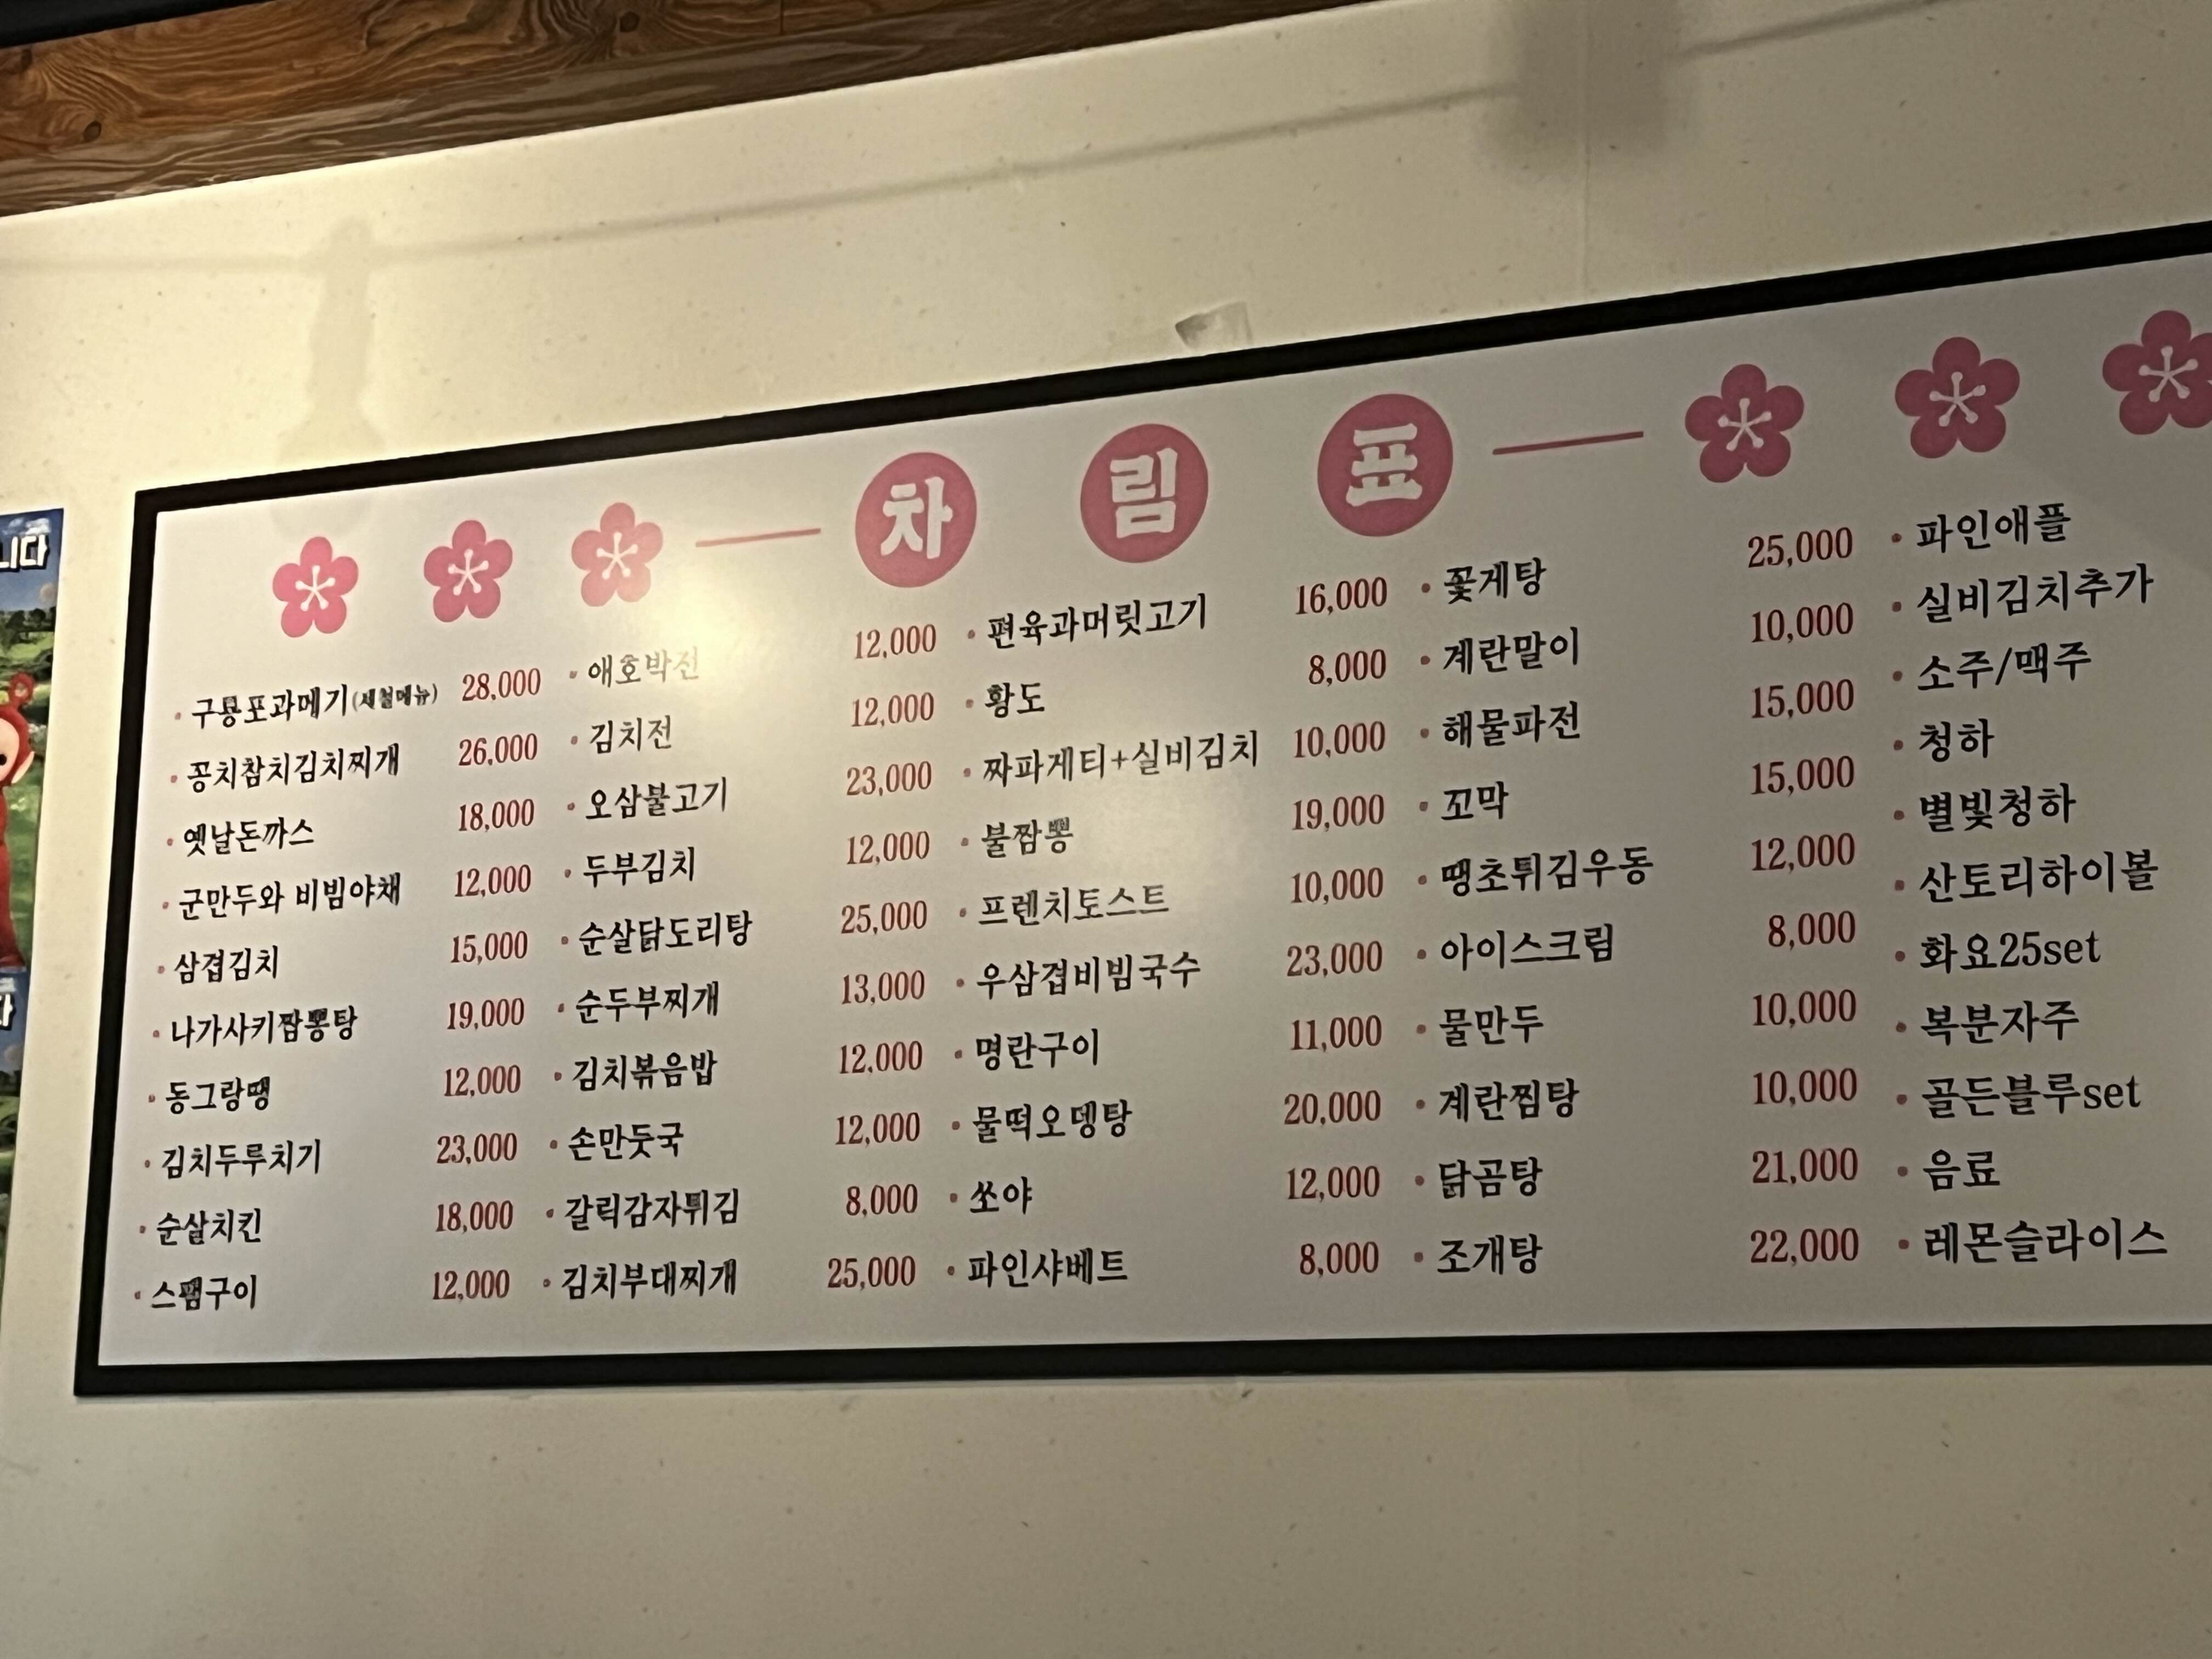 차림표
· 구룡포과메기(새철메뉴) 28,000
· 꽁치참치김치찌개 26,000
· 옛날돈까스 18,000
· 군만두와 비빔야채 12,000
· 삼겹김치 15,000
· 나가사키짬뽕탕 19,000
· 동그랑땡 12,000
· 김치두루치기 23,000
· 순살치킨 18,000
· 스팸구이 12,000
· 애호박전 12,000
· 김치전 12,000
· 오삼불고기 23,000
· 두부김치 12,000
· 순살닭도리탕 25,000
· 순두부찌개 13,000
· 김치볶음밥 12,000
· 손만둣국 12,000
· 갈릭감자튀김 8,000
· 김치부대찌개 25,000
· 편육과머릿고기 16,000
· 황도 8,000
· 짜파게티+실비김치 10,000
· 불짬뽕 19,000
· 프렌치토스트 10,000
· 우삼겹비빔국수 23,000
· 명란구이 11,000
· 물떡오뎅탕 20,000
· 쏘야 12,000
· 파인샤베트 8,000
· 꽃게탕 25,000
· 계란말이 10,000
· 해물파전 15,000
· 꼬막 15,000
· 땡초튀김우동 12,000
· 아이스크림 8,000
· 물만두 10,000
· 계란찜탕 10,000
· 닭곰탕 21,000
· 조개탕 22,000
· 파인애플
· 실비김치추가
· 소주/맥주
· 청하
· 별빛청하
· 산토리하이볼
· 화요25set
· 복분자주
· 골든블루set
· 음료
· 레몬슬라이스
니다